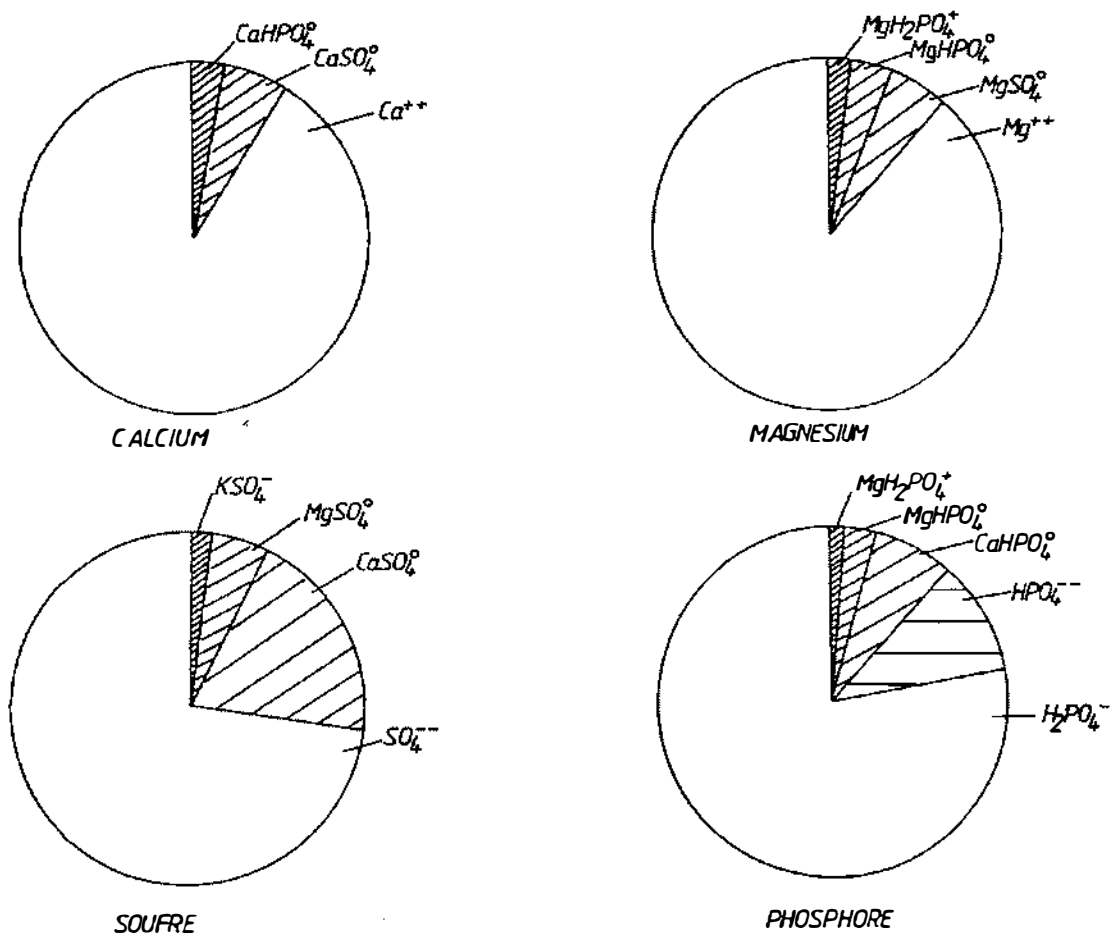 CaHPO₄°
CaSO₄°
Ca⁺⁺
CALCIUM
MgH₂PO₄⁺
MgHPO₄°
MgSO₄°
Mg⁺⁺
MAGNESIUM
KSO₄⁻
MgSO₄°
CaSO₄°
SO₄⁻⁻
SOUFRE
MgH₂PO₄⁺
MgHPO₄°
CaHPO₄°
HPO₄⁻⁻
H₂PO₄⁻
PHOSPHORE